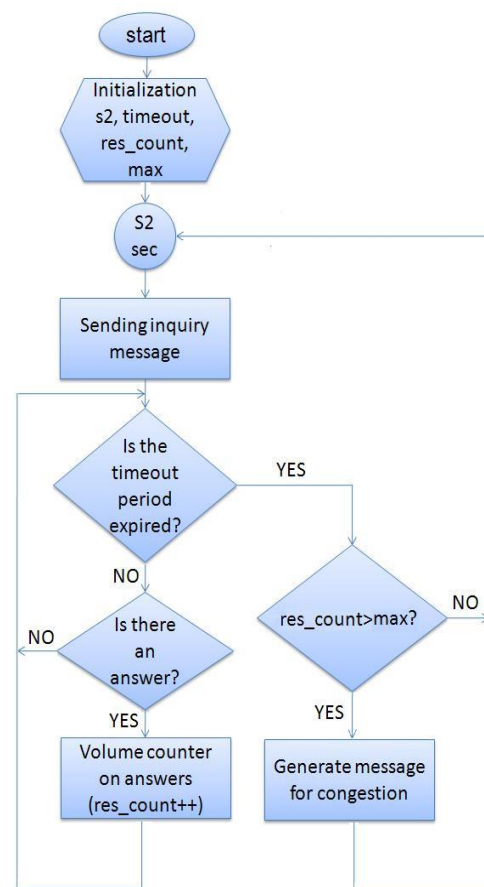 start
Initialization
s2, timeout,
res_count,
max
S2
sec
Sending inquiry
message
Is the
timeout
period
expired?
YES
NO
res_count>max?
NO
NO
Is there
an
answer?
YES
YES
Volume counter
on answers
(res_count++)
Generate message
for congestion